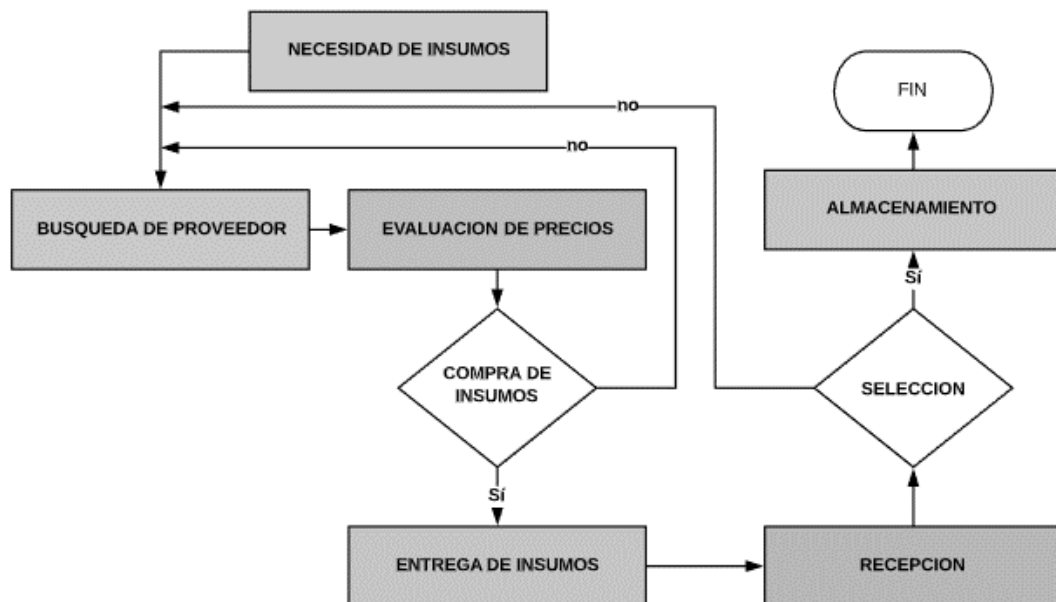 NECESIDAD DE INSUMOS
no
FIN
no
BUSQUEDA DE PROVEEDOR
EVALUACION DE PRECIOS
ALMACENAMIENTO
Sí
COMPRA DE
INSUMOS
SELECCION
Sí
ENTREGA DE INSUMOS
RECEPCION